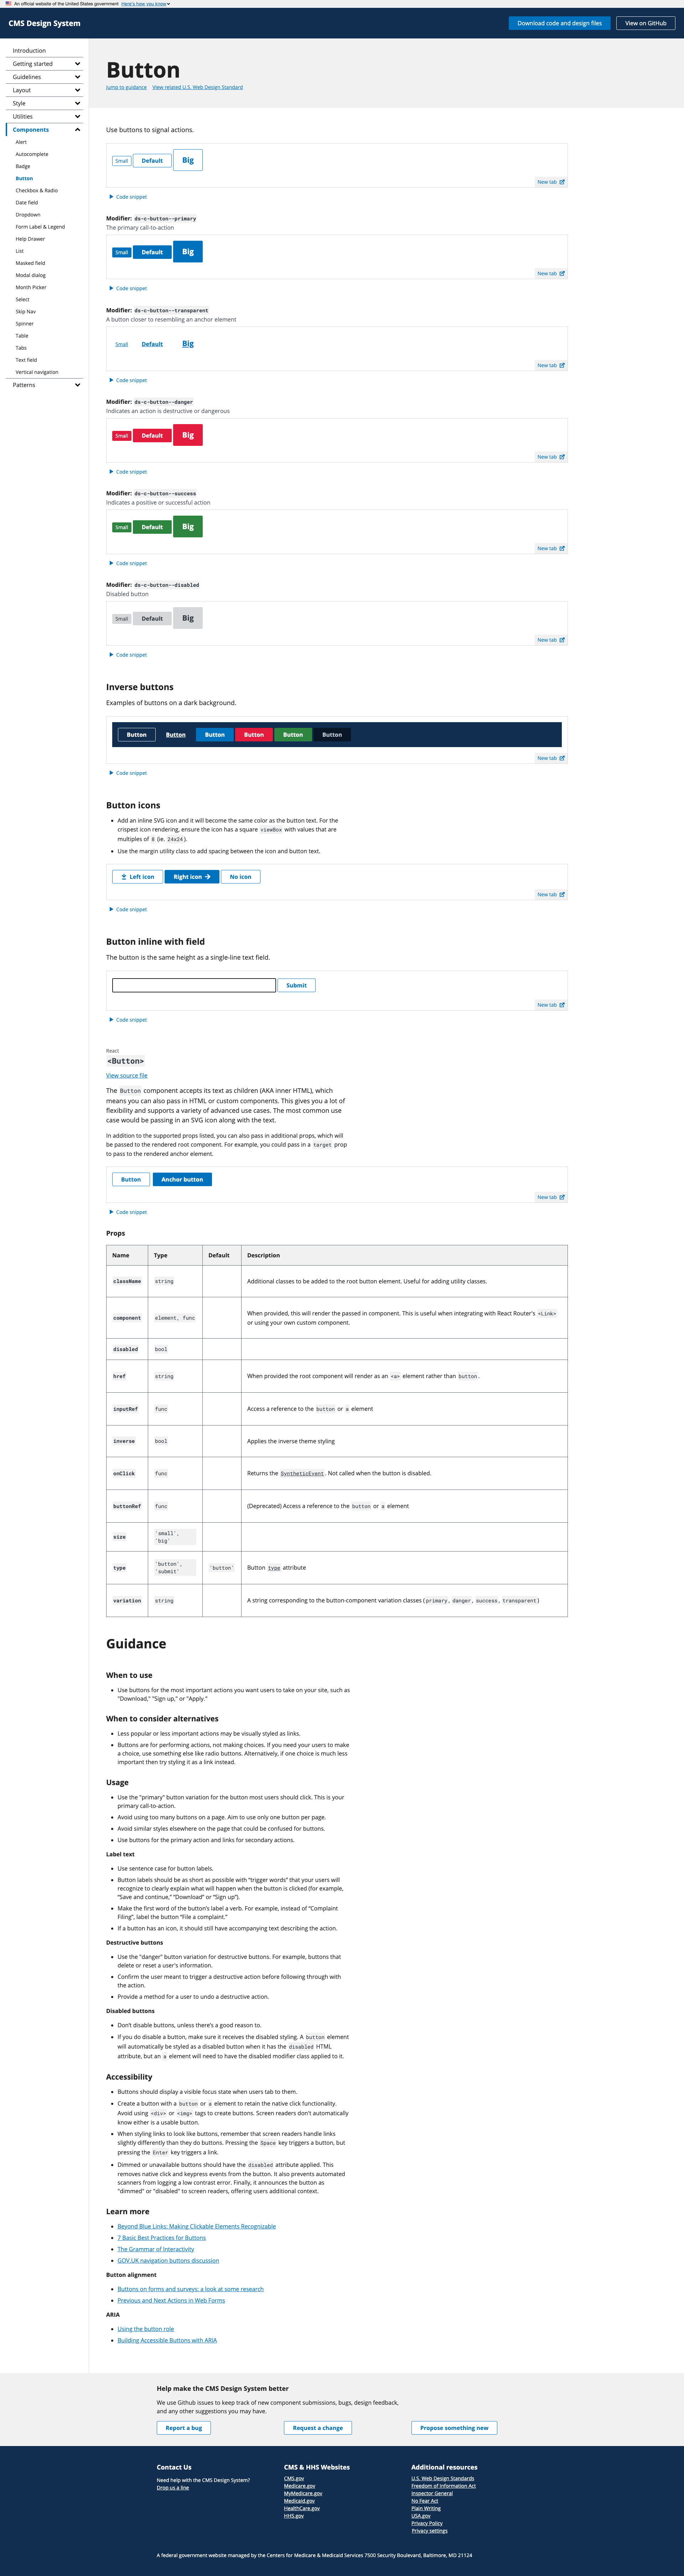 An official website of the United States government Here's how you know
CMS Design System
Download code and design files
View on GitHub
Introduction
Getting started
Guidelines
Layout
Style
Utilities
Components
Alert
Autocomplete
Badge
Button
Checkbox & Radio
Date field
Dropdown
Form Label & Legend
Help Drawer
List
Masked field
Modal dialog
Month Picker
Select
Skip Nav
Spinner
Table
Tabs
Text field
Vertical navigation
Patterns
Button
Jump to guidance View related U.S. Web Design Standard
Use buttons to signal actions.
Small Default Big
New tab
Code snippet
Modifier: ds-c-button--primary
The primary call-to-action
Small Default Big
New tab
Code snippet
Modifier: ds-c-button--transparent
A button closer to resembling an anchor element
Small Default Big
New tab
Code snippet
Modifier: ds-c-button--danger
Indicates an action is destructive or dangerous
Small Default Big
New tab
Code snippet
Modifier: ds-c-button--success
Indicates a positive or successful action
Small Default Big
New tab
Code snippet
Modifier: ds-c-button--disabled
Disabled button
Small Default Big
New tab
Code snippet
Inverse buttons
Examples of buttons on a dark background.
Button Button Button Button Button Button
New tab
Code snippet
Button icons
Add an inline SVG icon and it will become the same color as the button text. For the
crispest icon rendering, ensure the icon has a square viewBox with values that are
multiples of 8 (ie. 24x24).
Use the margin utility class to add spacing between the icon and button text.
Left icon Right icon No icon
New tab
Code snippet
Button inline with field
The button is the same height as a single-line text field.
Submit
New tab
Code snippet
React
<Button>
View source file
The Button component accepts its text as children (AKA inner HTML), which
means you can also pass in HTML or custom components. This gives you a lot of
flexibility and supports a variety of advanced use cases. The most common use
case would be passing in an SVG icon along with the text.
In addition to the supported props listed, you can also pass in additional props, which will
be passed to the rendered root component. For example, you could pass in a target prop
to pass to the rendered anchor element.
Button Anchor button
New tab
Code snippet
Props
Name Type Default Description
className string Additional classes to be added to the root button element. Useful for adding utility classes.
component element, func When provided, this will render the passed in component. This is useful when integrating with React Router's <Link>
or using your own custom component.
disabled bool
href string When provided the root component will render as an <a> element rather than button.
inputRef func Access a reference to the button or a element
inverse bool Applies the inverse theme styling
onClick func Returns the SyntheticEvent. Not called when the button is disabled.
buttonRef func (Deprecated) Access a reference to the button or a element
size 'small', 'big'
type 'button', 'submit' 'button' Button type attribute
variation string A string corresponding to the button-component variation classes (primary, danger, success, transparent)
Guidance
When to use
Use buttons for the most important actions you want users to take on your site, such as
"Download," "Sign up," or "Apply."
When to consider alternatives
Less popular or less important actions may be visually styled as links.
Buttons are for performing actions, not making choices. If you need your users to make
a choice, use something else like radio buttons. Alternatively, if one choice is much less
important then try styling it as a link instead.
Usage
Use the "primary" button variation for the button most users should click. This is your
primary call-to-action.
Avoid using too many buttons on a page. Aim to use only one button per page.
Avoid similar styles elsewhere on the page that could be confused for buttons.
Use buttons for the primary action and links for secondary actions.
Label text
Use sentence case for button labels.
Button labels should be as short as possible with "trigger words" that your users will
recognize to clearly explain what will happen when the button is clicked (for example,
"Save and continue," "Download" or "Sign up").
Make the first word of the button's label a verb. For example, instead of "Complaint
Filing", label the button "File a complaint."
If a button has an icon, it should still have accompanying text describing the action.
Destructive buttons
Use the "danger" button variation for destructive buttons. For example, buttons that
delete or reset a user's information.
Confirm the user meant to trigger a destructive action before following through with
the action.
Provide a method for a user to undo a destructive action.
Disabled buttons
Don't disable buttons, unless there's a good reason to.
If you do disable a button, make sure it receives the disabled styling. A button element
will automatically be styled as a disabled button when it has the disabled HTML
attribute, but an a element will need to have the disabled modifier class applied to it.
Accessibility
Buttons should display a visible focus state when users tab to them.
Create a button with a button or a element to retain the native click functionality.
Avoid using <div> or <img> tags to create buttons. Screen readers don't automatically
know either is a usable button.
When styling links to look like buttons, remember that screen readers handle links
slightly differently than they do buttons. Pressing the Space key triggers a button, but
pressing the Enter key triggers a link.
Dimmed or unavailable buttons should have the disabled attribute applied. This
removes native click and keypress events from the button. It also prevents automated
scanners from logging a low contrast error. Finally, it announces the button as
"dimmed" or "disabled" to screen readers, offering users additional context.
Learn more
Beyond Blue Links: Making Clickable Elements Recognizable
7 Basic Best Practices for Buttons
The Grammar of Interactivity
GOV.UK navigation buttons discussion
Button alignment
Buttons on forms and surveys: a look at some research
Previous and Next Actions in Web Forms
ARIA
Using the button role
Building Accessible Buttons with ARIA
Help make the CMS Design System better
We use Github issues to keep track of new component submissions, bugs, design feedback,
and any other suggestions you may have.
Report a bug
Request a change
Propose something new
Contact Us
Need help with the CMS Design System?
Drop us a line
CMS & HHS Websites
CMS.gov
Medicare.gov
MyMedicare.gov
Medicaid.gov
HealthCare.gov
HHS.gov
Additional resources
U.S. Web Design Standards
Freedom of Information Act
Inspector General
No Fear Act
Plain Writing
USA.gov
Privacy Policy
Privacy settings
A federal government website managed by the Centers for Medicare & Medicaid Services 7500 Security Boulevard, Baltimore, MD 21124